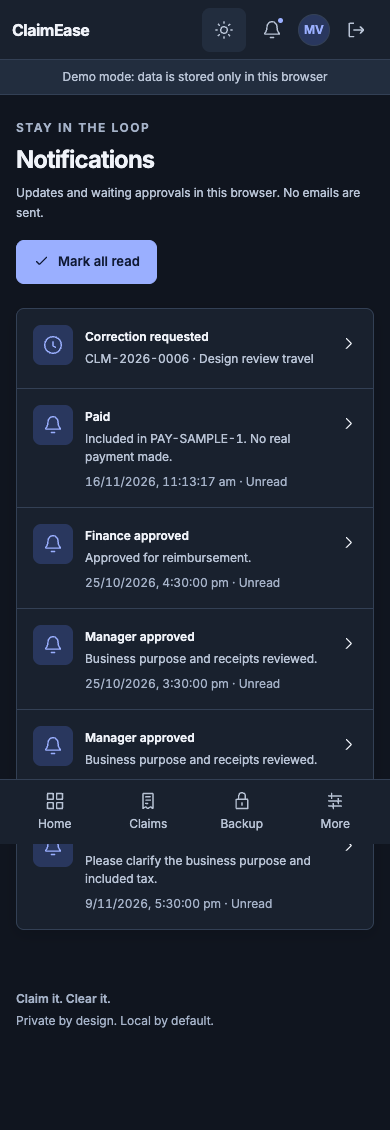 ClaimEase
MV
Demo mode: data is stored only in this browser
STAY IN THE LOOP
Notifications
Updates and waiting approvals in this browser. No emails are
sent.
Mark all read
Correction requested
CLM-2026-0006 · Design review travel
Paid
Included in PAY-SAMPLE-1. No real
payment made.
16/11/2026, 11:13:17 am · Unread
Finance approved
Approved for reimbursement.
25/10/2026, 4:30:00 pm · Unread
Manager approved
Business purpose and receipts reviewed.
25/10/2026, 3:30:00 pm · Unread
Manager approved
Business purpose and receipts reviewed.
Home
Claims
Backup
More
Please clarify the business purpose and
included tax.
9/11/2026, 5:30:00 pm · Unread
Claim it. Clear it.
Private by design. Local by default.